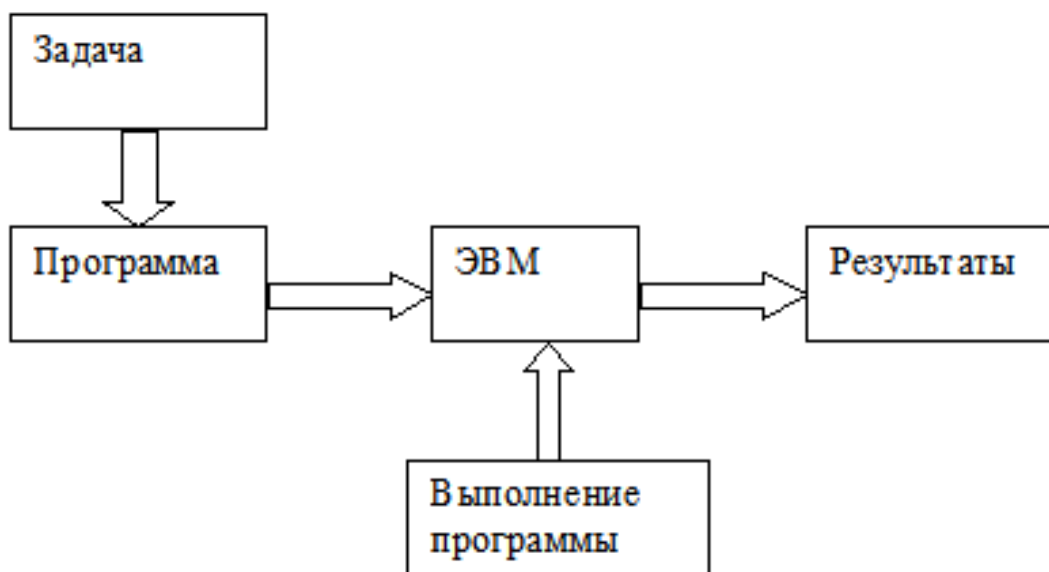 Задача
Программа
ЭВМ
Результаты
Выполнение
программы